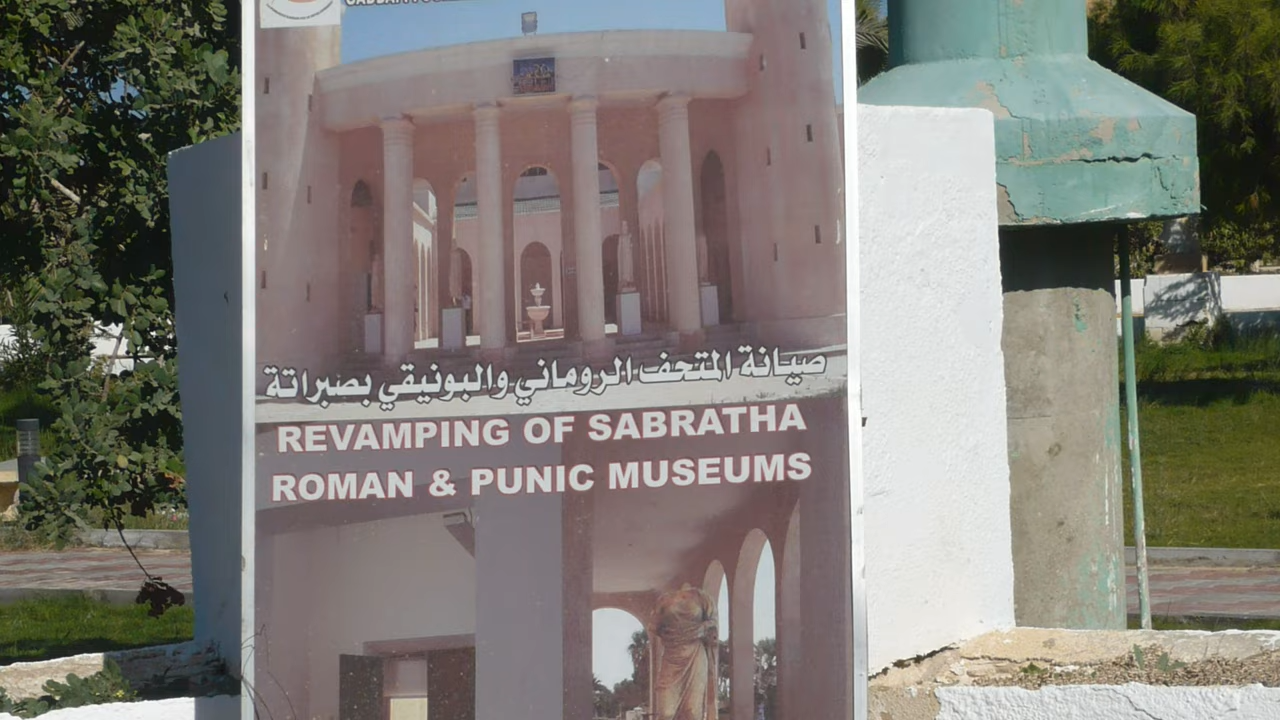 صيانة المتحف الروماني والبونيقي بصبراتة
REVAMPING OF SABRATHA
ROMAN & PUNIC MUSEUMS